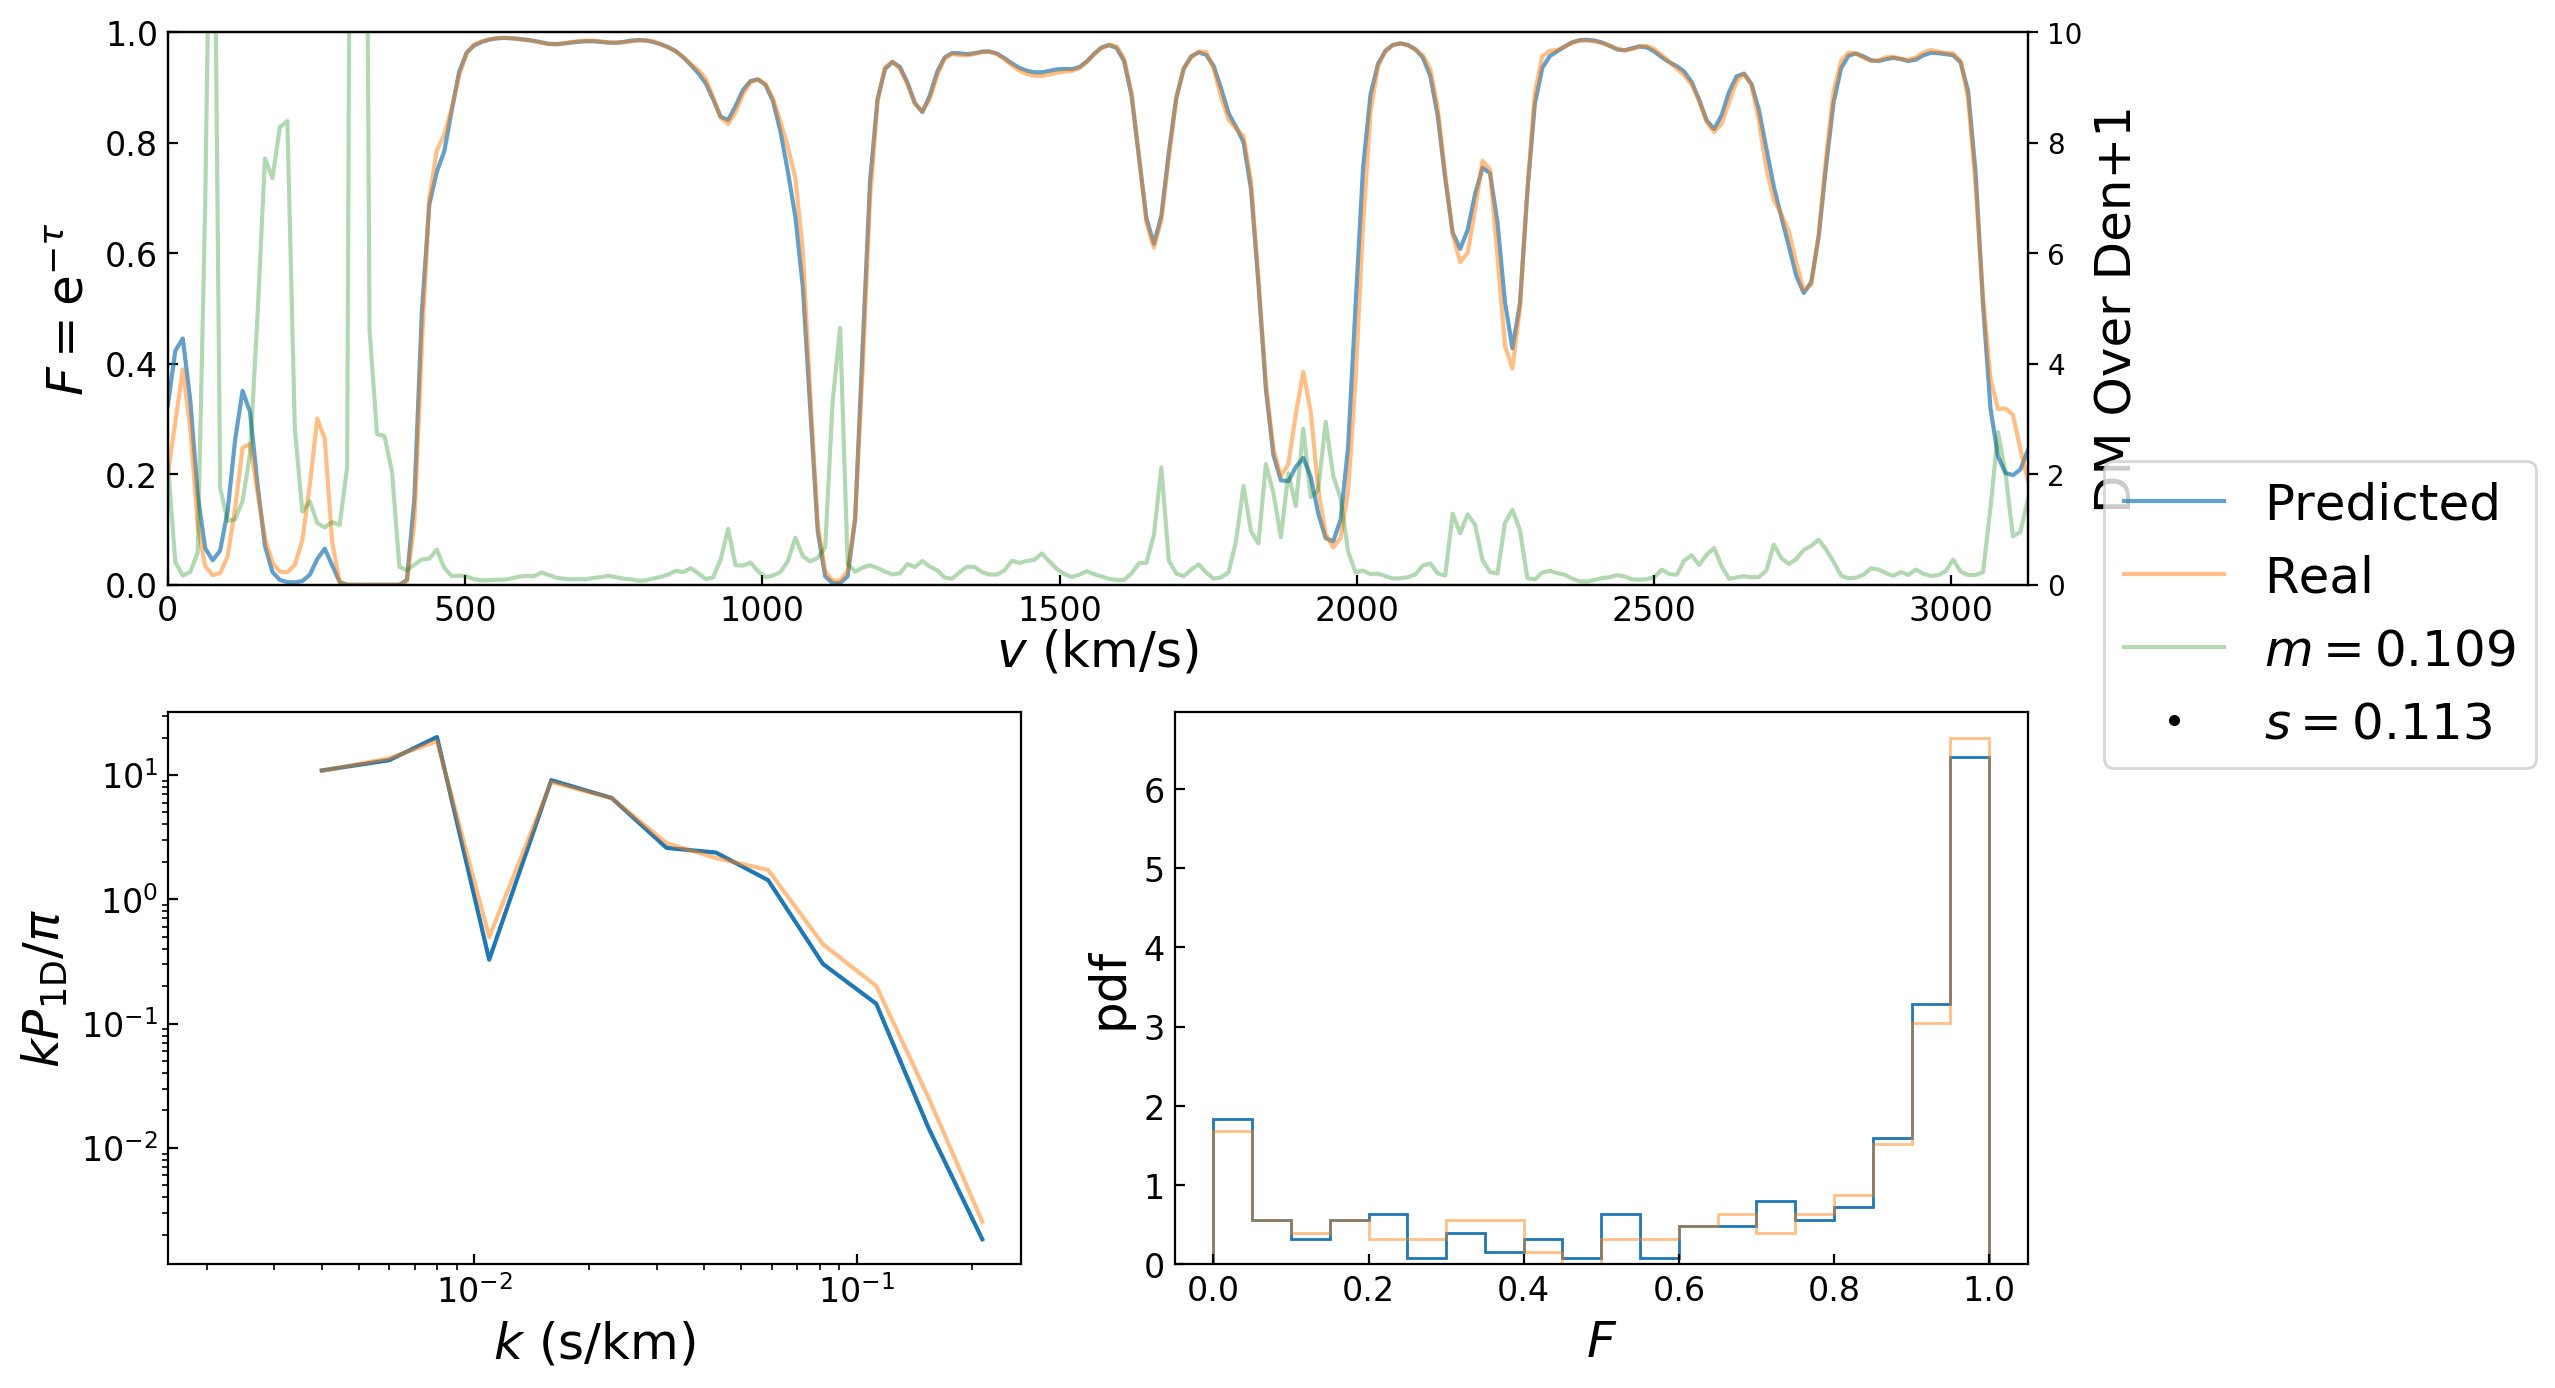 1.0
0.8
0.6
0.4
0.2
0.0
F = e^{−τ}
10
8
6
4
2
0
DM Over Den+1
0 500 1000 1500 2000 2500 3000
v (km/s)
Predicted
Real
m = 0.109
s = 0.113
10^1
10^0
10^{−1}
10^{−2}
kP_{1D}/π
10^{−2} 10^{−1}
k (s/km)
6
5
4
3
2
1
0
pdf
0.0 0.2 0.4 0.6 0.8 1.0
F